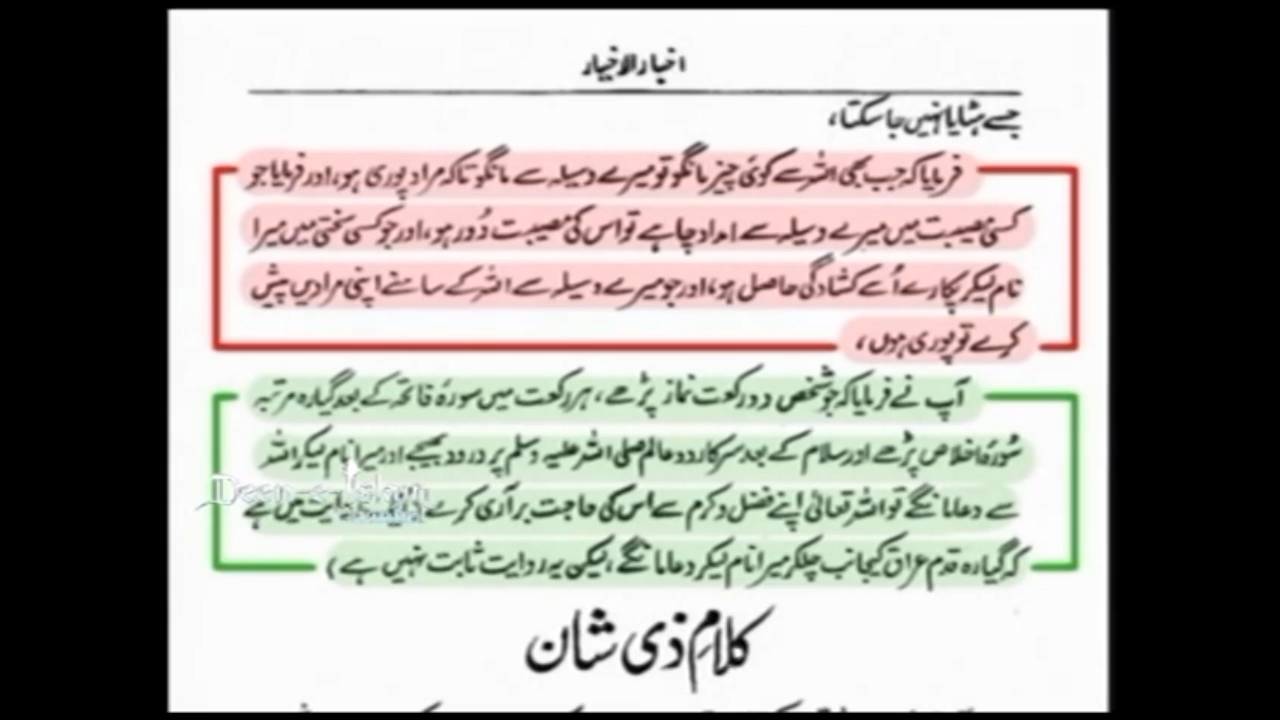 اخبار الاخیار
جسے ہٹایا نہیں جا سکتا،
فرمایا کہ جب بھی اللہ سے کوئی چیز مانگو تو میرے وسیلہ سے مانگو تاکہ مراد پوری ہو، اور فرمایا جو
کسی مصیبت میں میرے وسیلہ سے امداد چاہے تو اس کی مصیبت دُور ہو، اور جو کسی سختی میں میرا
نام لیکر پکارے اُسے کشادگی حاصل ہو، اور جو میرے وسیلہ سے اللہ کے سامنے اپنی مرادیں پیش
کرے تو پوری ہوں،
آپ نے فرمایا کہ جو شخص دو رکعت نماز پڑھے، ہر رکعت میں سورۂ فاتحہ کے بعد گیارہ مرتبہ
سُورۂ اخلاص پڑھے اور سلام کے بعد سرکار دو عالم صلی اللہ علیہ وسلم پر درود بھیجے اور میرا نام لیکر اللہ
سے دعا مانگے تو اللہ تعالیٰ اپنے فضل و کرم سے اس کی حاجت برآری کرے میں ہے
کہ گیارہ قدم عراق کیجانب چلکر میرا نام لیکر دعا مانگے، لیکن یہ روایت ثابت نہیں ہے)
Deen-e-Islam
کلامِ ذی شان